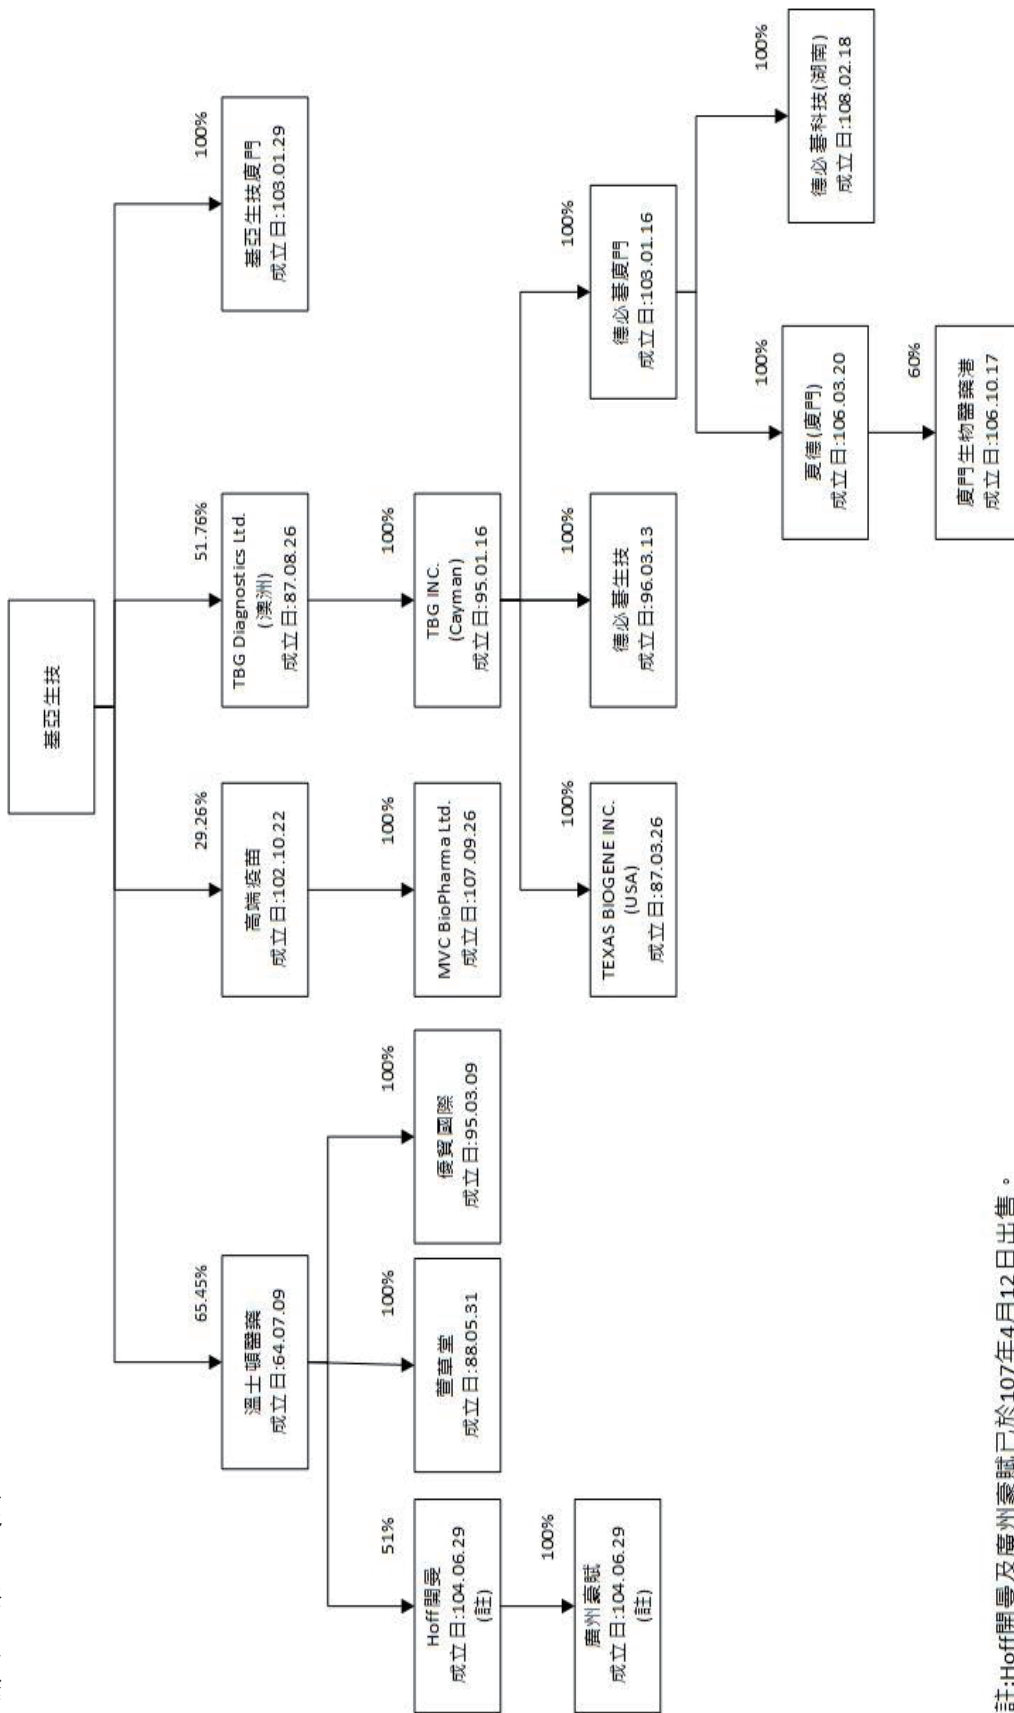 基亞生技
65.45%
溫士頓醫藥
成立日:64.07.09
29.26%
高端疫苗
成立日:102.10.22
51.76%
TBG Diagnostics Ltd.
(澳洲)
成立日:87.08.26
100%
基亞生技廈門
成立日:103.01.29
51%
Hoff開曼
成立日:104.06.29
(註)
100%
萱草堂
成立日:88.05.31
100%
優貿國際
成立日:95.03.09
100%
MVC BioPharma Ltd.
成立日:107.09.26
100%
TBG INC.
(Cayman)
成立日:95.01.16
100%
廣州豪賦
成立日:104.06.29
(註)
100%
TEXAS BIOGENE INC.
(USA)
成立日:87.03.26
100%
德必碁生技
成立日:96.03.13
100%
德必碁廈門
成立日:103.01.16
100%
夏德(廈門)
成立日:106.03.20
100%
德必碁科技(湖南)
成立日:108.02.18
60%
廈門生物醫藥港
成立日:106.10.17
註:Hoff開曼及廣州豪賦已於107年4月12日出售。